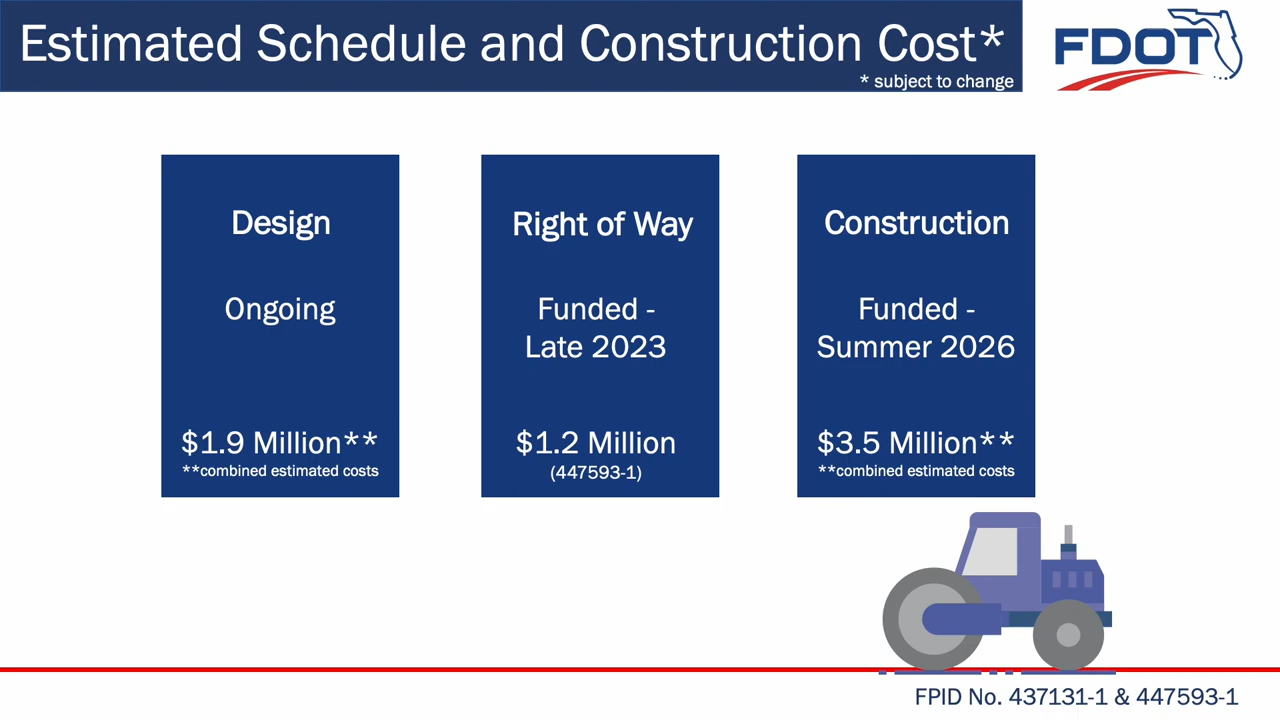 Estimated Schedule and Construction Cost*
* subject to change
FDOT
Design
Ongoing
$1.9 Million**
**combined estimated costs
Right of Way
Funded -
Late 2023
$1.2 Million
(447593-1)
Construction
Funded -
Summer 2026
$3.5 Million**
**combined estimated costs
FPID No. 437131-1 & 447593-1